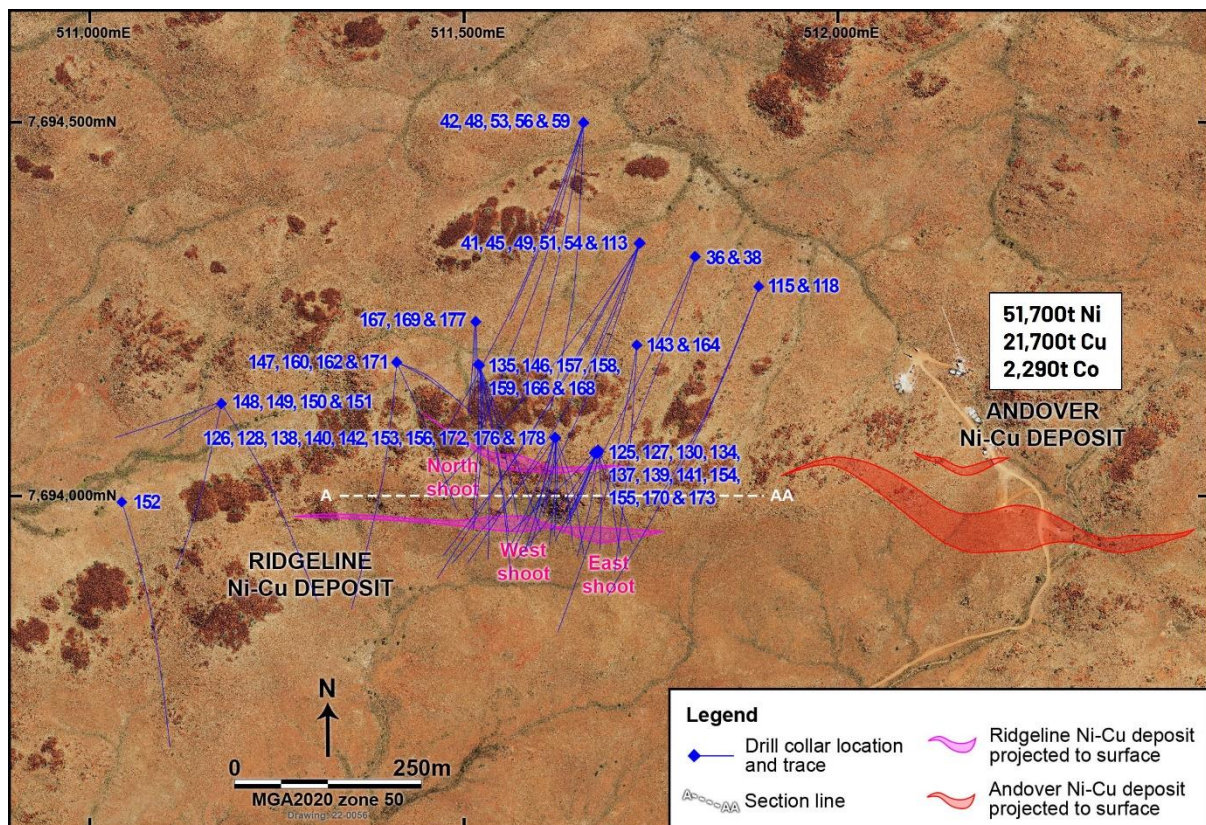 511,000mE
511,500mE
512,000mE
7,694,500mN
42, 48, 53, 56 & 59
41, 45, 49, 51, 54 & 113
36 & 38
115 & 118
51,700t Ni
21,700t Cu
2,290t Co
ANDOVER
Ni-Cu DEPOSIT
167, 169 & 177
143 & 164
147, 160, 162 & 171
135, 146, 157, 158,
159, 166 & 168
148, 149, 150 & 151
126, 128, 138, 140, 142, 153, 156, 172, 176 & 178
125, 127, 130, 134,
137, 139, 141, 154,
155, 170 & 173
North
shoot
7,694,000mN
152
A
AA
RIDGELINE
Ni-Cu DEPOSIT
West
shoot
East
shoot
N
0
250m
MGA2020 zone 50
Drawing: 22-0056
Legend
Drill collar location
and trace
A
AA
Section line
Ridgeline Ni-Cu deposit
projected to surface
Andover Ni-Cu deposit
projected to surface